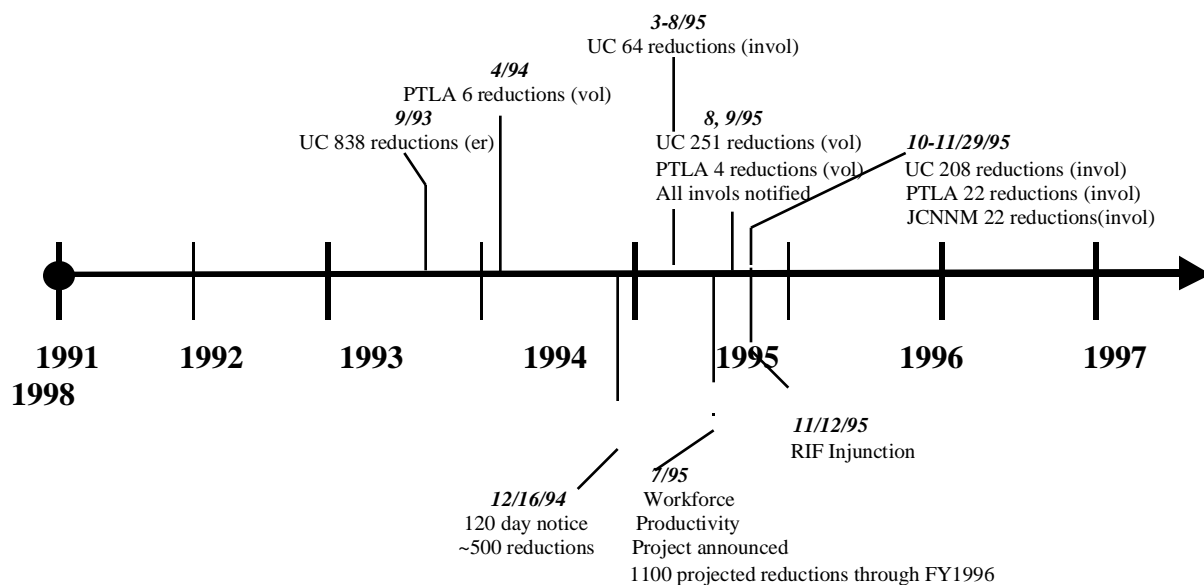 3-8/95
UC 64 reductions (invol)
4/94
PTLA 6 reductions (vol)
9/93
UC 838 reductions (er)
8, 9/95
UC 251 reductions (vol)
PTLA 4 reductions (vol)
All invols notified
10-11/29/95
UC 208 reductions (invol)
PTLA 22 reductions (invol)
JCNNM 22 reductions(invol)
1991 1992 1993 1994 1995 1996 1997
1998
11/12/95
RIF Injunction
12/16/94
120 day notice
~500 reductions
7/95
Workforce
Productivity
Project announced
1100 projected reductions through FY1996